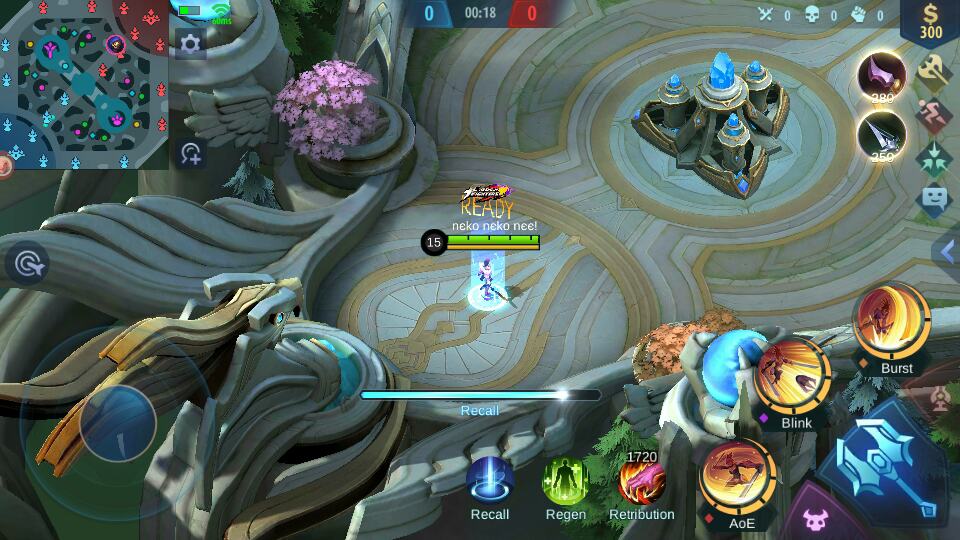 60ms
0 00:18 0
0 0 0
$
300
280
250
READY
neko neko nee!
15
Recall
Burst
Blink
1720
Recall Regen Retribution
AoE